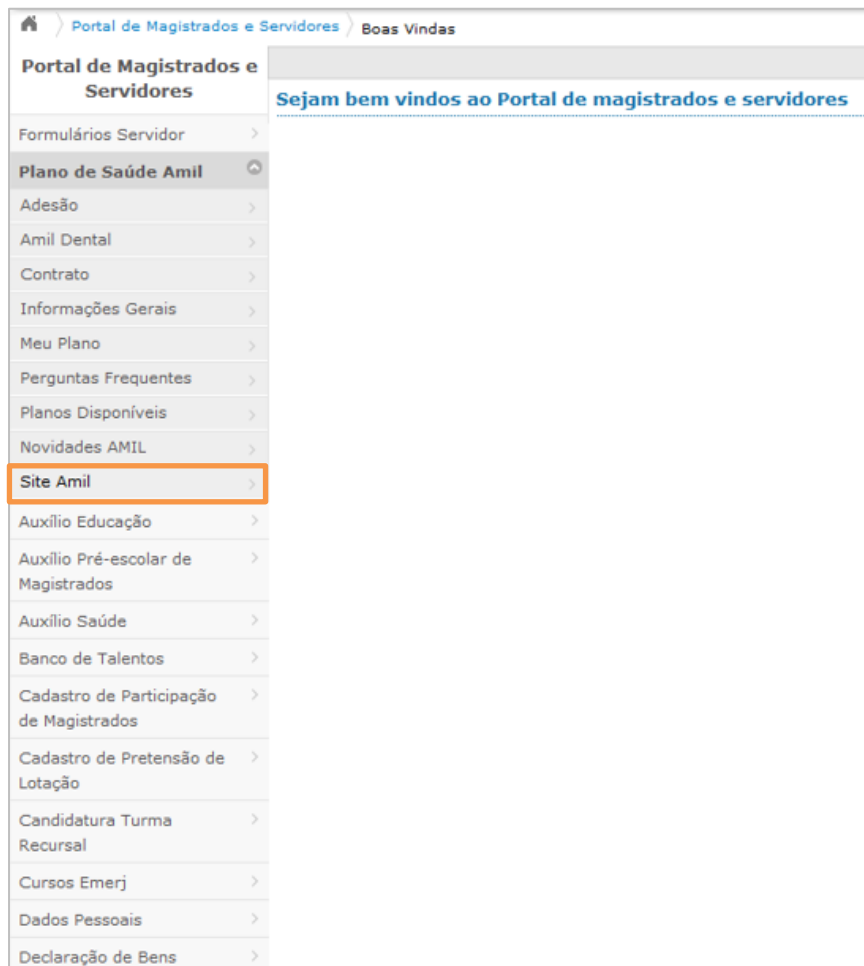 Portal de Magistrados e Servidores Boas Vindas
Portal de Magistrados e
Servidores
Sejam bem vindos ao Portal de magistrados e servidores
Formulários Servidor
Plano de Saúde Amil
Adesão
Amil Dental
Contrato
Informações Gerais
Meu Plano
Perguntas Frequentes
Planos Disponíveis
Novidades AMIL
Site Amil
Auxílio Educação
Auxílio Pré-escolar de
Magistrados
Auxílio Saúde
Banco de Talentos
Cadastro de Participação
de Magistrados
Cadastro de Pretensão de
Lotação
Candidatura Turma
Recursal
Cursos Emerj
Dados Pessoais
Declaração de Bens